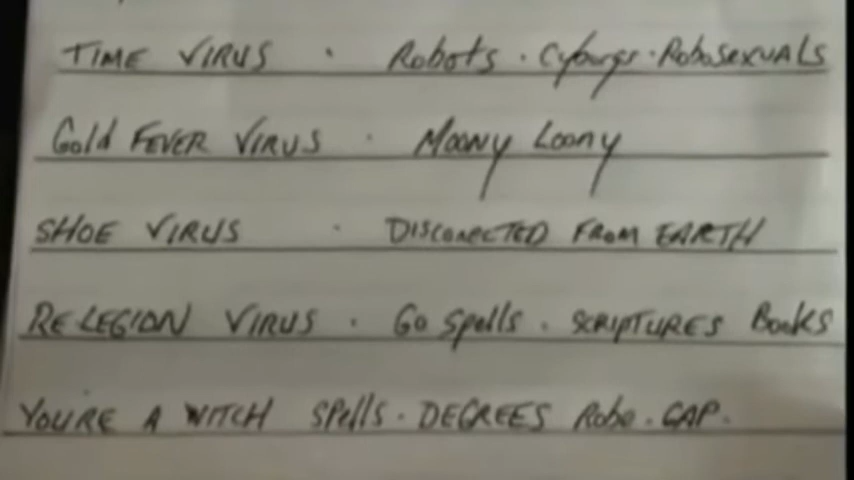 TIME VIRUS · Robots · Cyborgs · RoboSEXUALS
Gold FEVER VIRUS · Moony Loony
SHOE VIRUS · DISCONECTED FROM EARTH
RE LEGION VIRUS · Go Spells · SCRIPTURES Books
YOU'RE A WITCH SPells · DEGREES Robe · CAP.